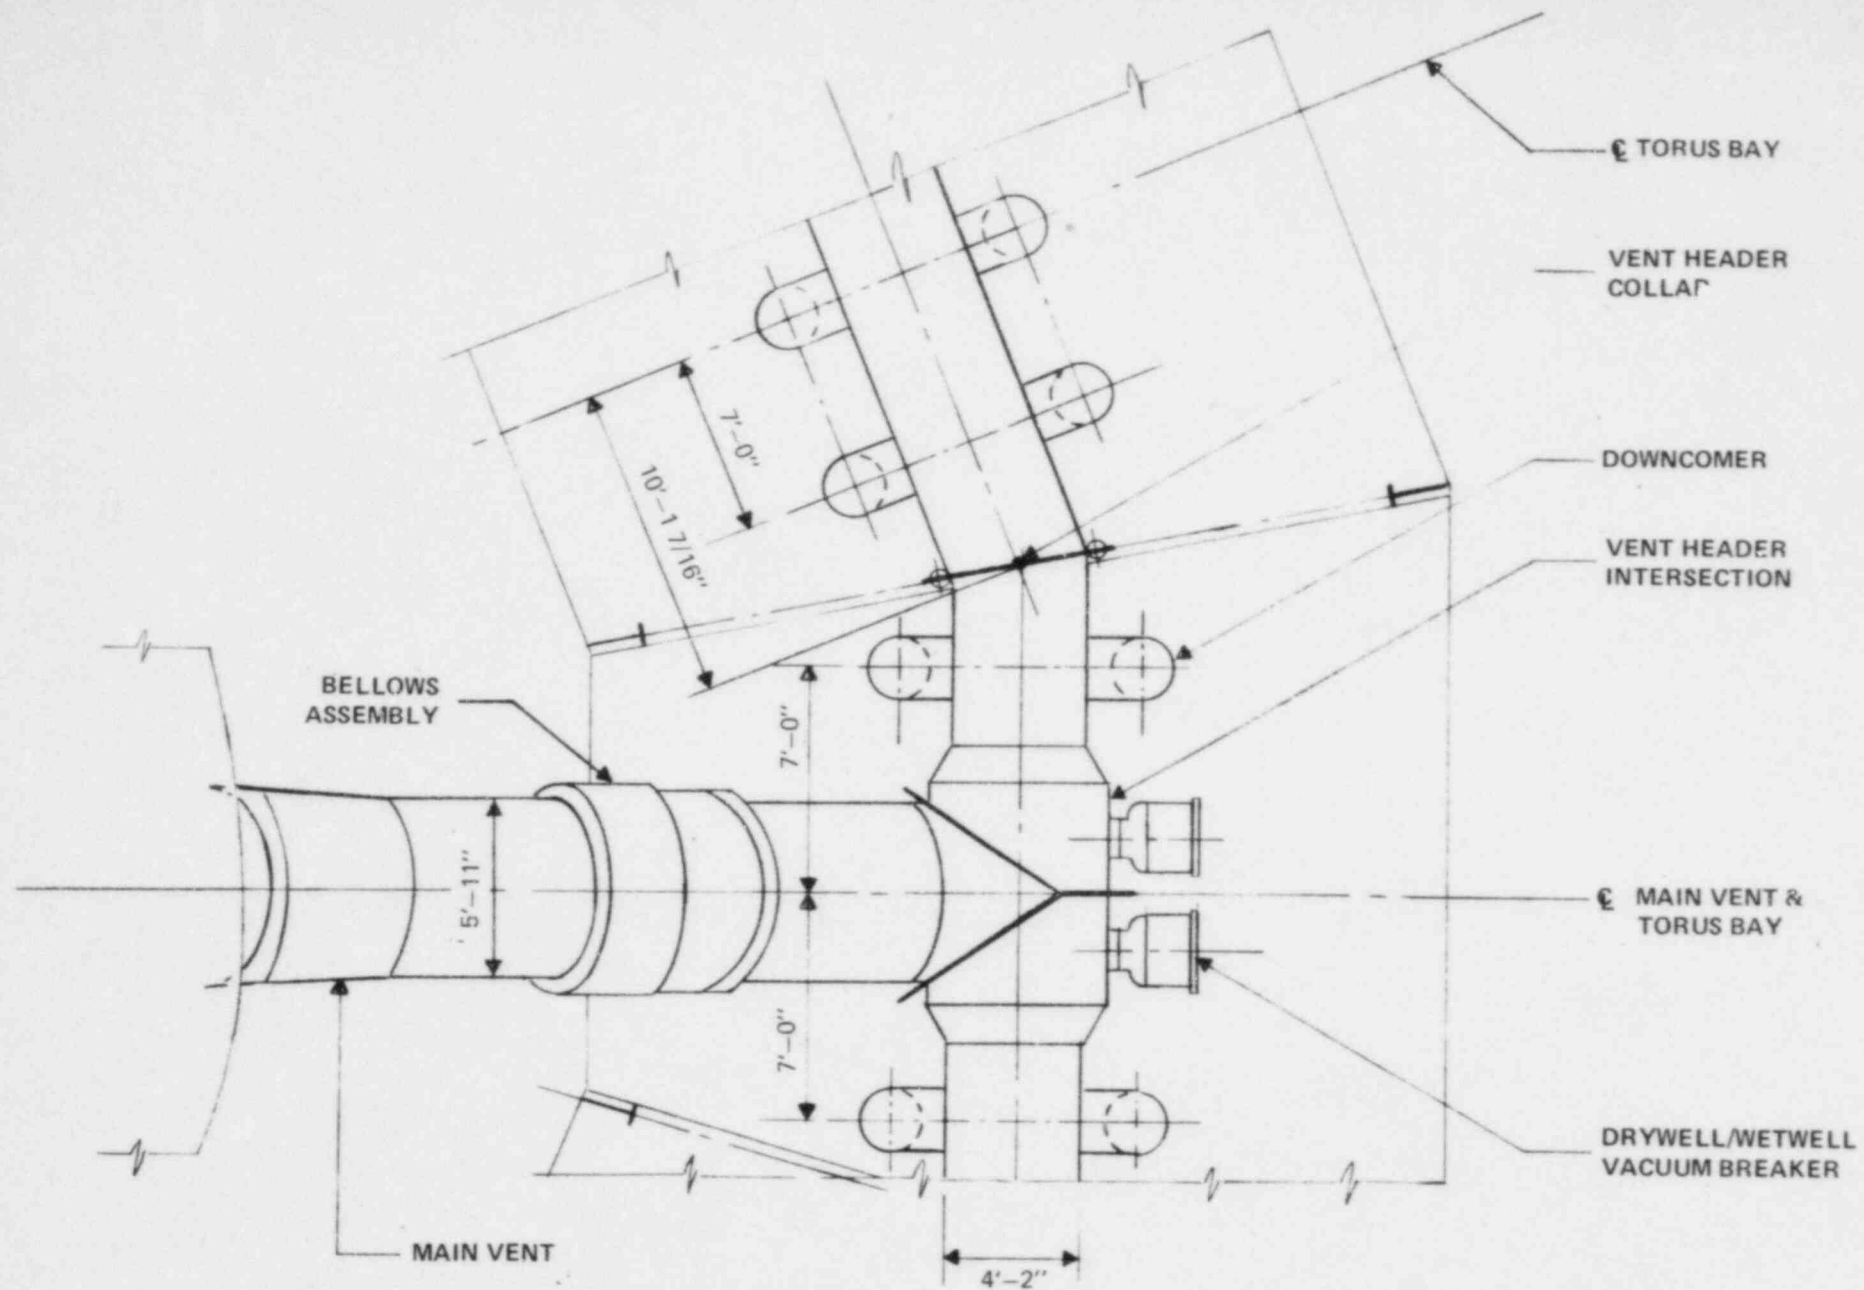 ℄ TORUS BAY
VENT HEADER
COLLAR
7'-0"
10'-1 7/16"
DOWNCOMER
VENT HEADER
INTERSECTION
BELLOWS
ASSEMBLY
7'-0"
5'-11"
℄ MAIN VENT &
TORUS BAY
7'-0"
DRYWELL/WETWELL
VACUUM BREAKER
MAIN VENT
4'-2"